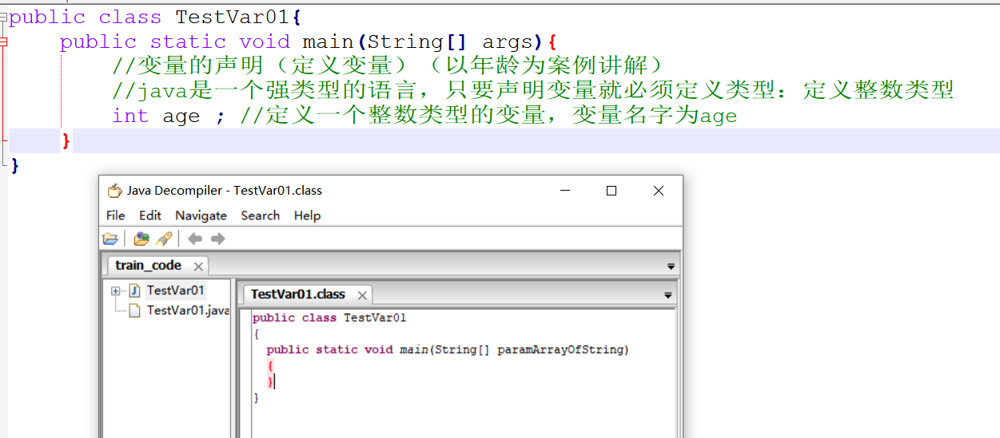 public class TestVar01{
public static void main(String[] args){
//变量的声明（定义变量）（以年龄为案例讲解）
//java是一个强类型的语言，只要声明变量就必须定义类型：定义整数类型
int age ; //定义一个整数类型的变量，变量名字为age
}
}
Java Decompiler - TestVar01.class
File Edit Navigate Search Help
train_code
TestVar01
TestVar01.java
TestVar01.class
public class TestVar01
{
public static void main(String[] paramArrayOfString)
{
}
}